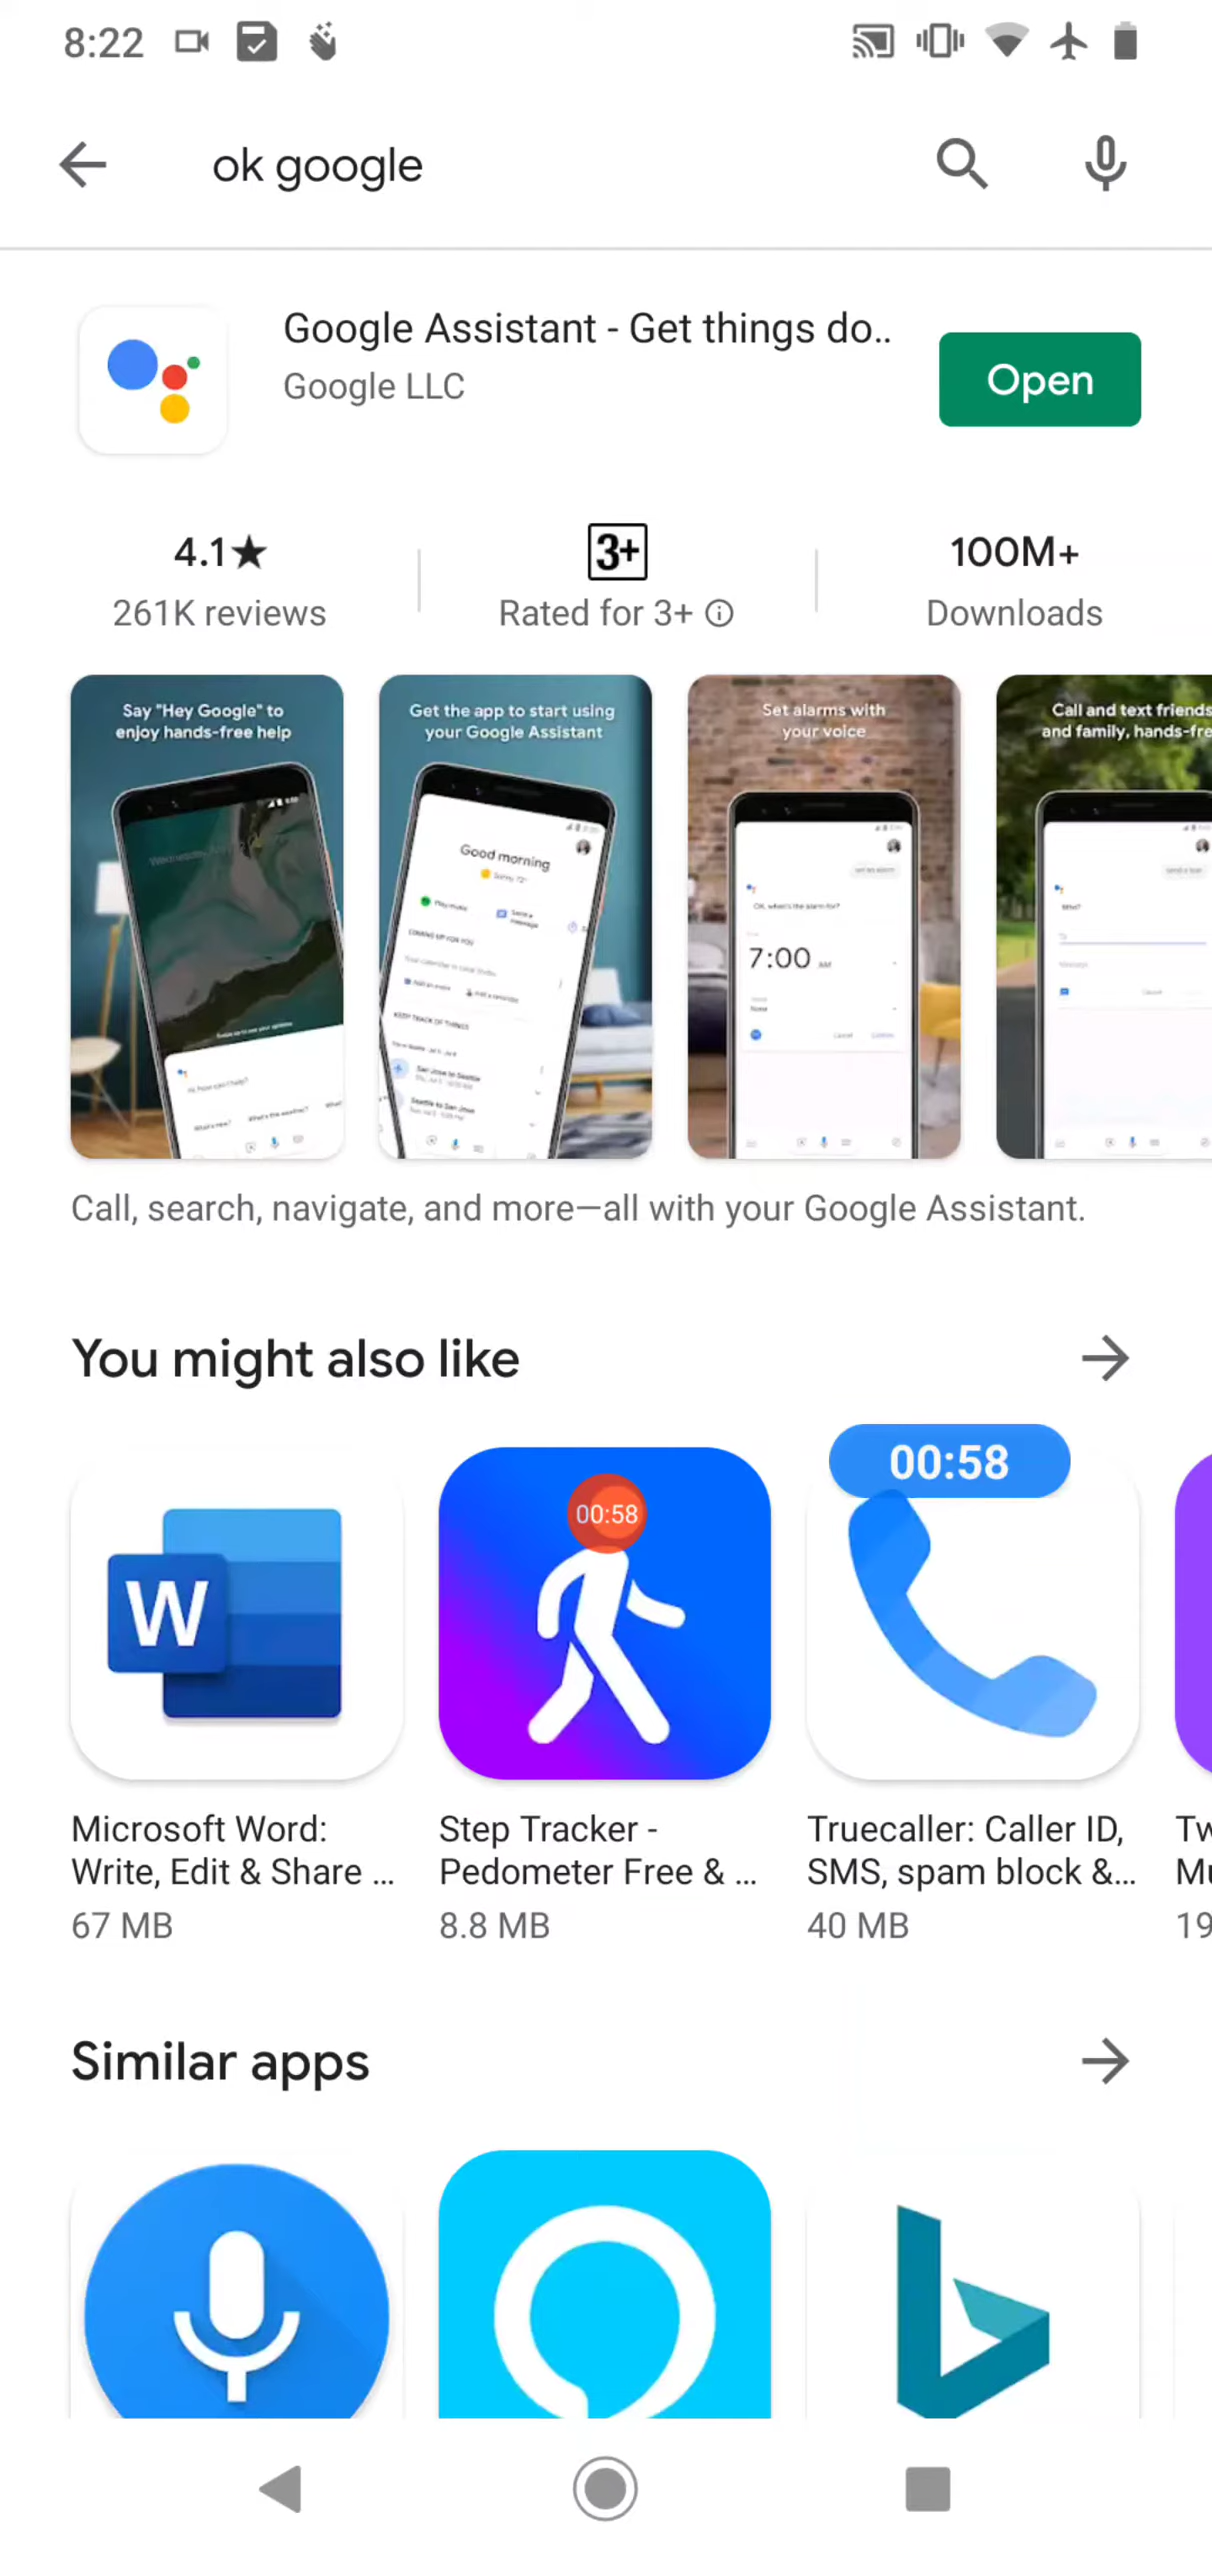 8:22
ok google
Google Assistant - Get things do..
Google LLC
Open
4.1★
261K reviews
3+
Rated for 3+
100M+
Downloads
Say "Hey Google" to
enjoy hands-free help
Get the app to start using
your Google Assistant
Good morning
Set alarms with
your voice
7:00 AM
Call and text friends
and family, hands-fre
Call, search, navigate, and more—all with your Google Assistant.
You might also like
W
00:58
00:58
Microsoft Word:
Write, Edit & Share ...
67 MB
Step Tracker -
Pedometer Free & ...
8.8 MB
Truecaller: Caller ID,
SMS, spam block &...
40 MB
Tw
Mu
19
Similar apps